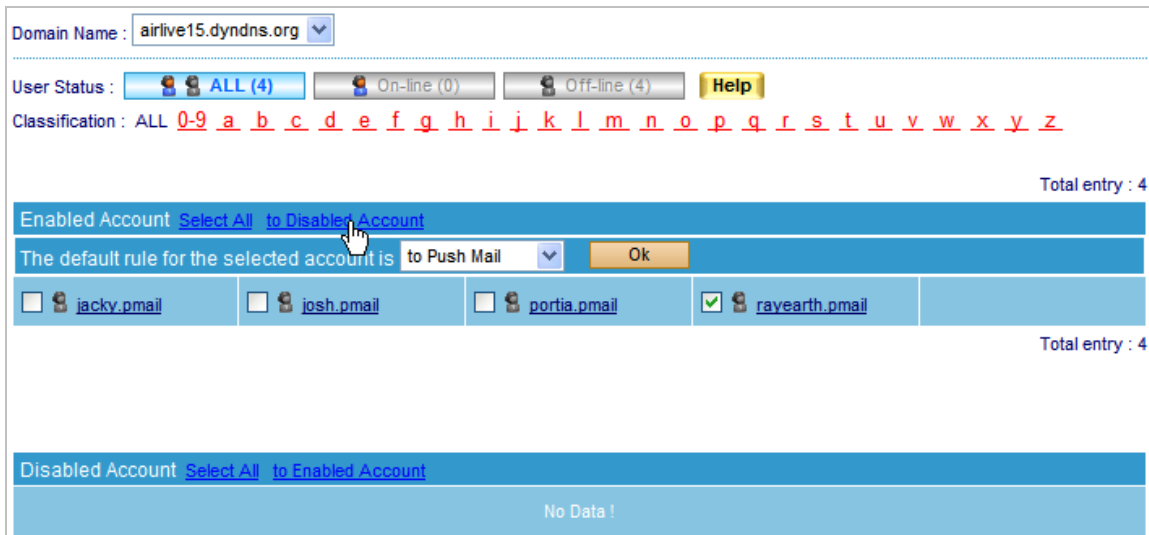 Domain Name : airlive15.dyndns.org
User Status : ALL (4) On-line (0) Off-line (4) Help
Classification : ALL 0-9 a b c d e f g h i j k l m n o p q r s t u v w x y z
Total entry : 4
Enabled Account Select All to Disabled Account
The default rule for the selected account is to Push Mail Ok
jacky.pmail josh.pmail portia.pmail rayearth.pmail
Total entry : 4
Disabled Account Select All to Enabled Account
No Data !